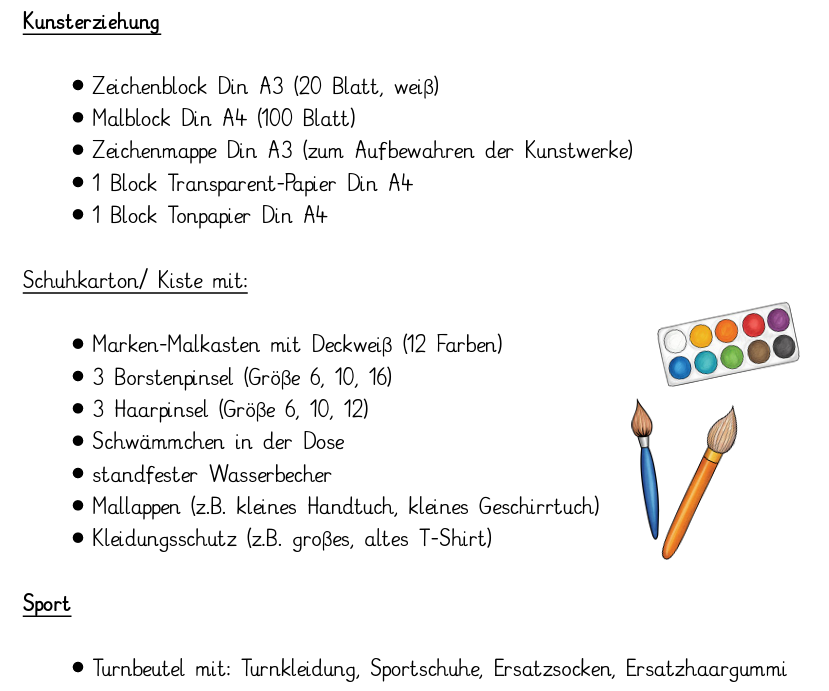 Kunsterziehung
● Zeichenblock Din A3 (20 Blatt, weiß)
● Malblock Din A4 (100 Blatt)
● Zeichenmappe Din A3 (zum Aufbewahren der Kunstwerke)
● 1 Block Transparent-Papier Din A4
● 1 Block Tonpapier Din A4
Schuhkarton/ Kiste mit:
● Marken-Malkasten mit Deckweiß (12 Farben)
● 3 Borstenpinsel (Größe 6, 10, 16)
● 3 Haarpinsel (Größe 6, 10, 12)
● Schwämmchen in der Dose
● standfester Wasserbecher
● Mallappen (z.B. kleines Handtuch, kleines Geschirrtuch)
● Kleidungsschutz (z.B. großes, altes T-Shirt)
Sport
● Turnbeutel mit: Turnkleidung, Sportschuhe, Ersatzsocken, Ersatzhaargummi